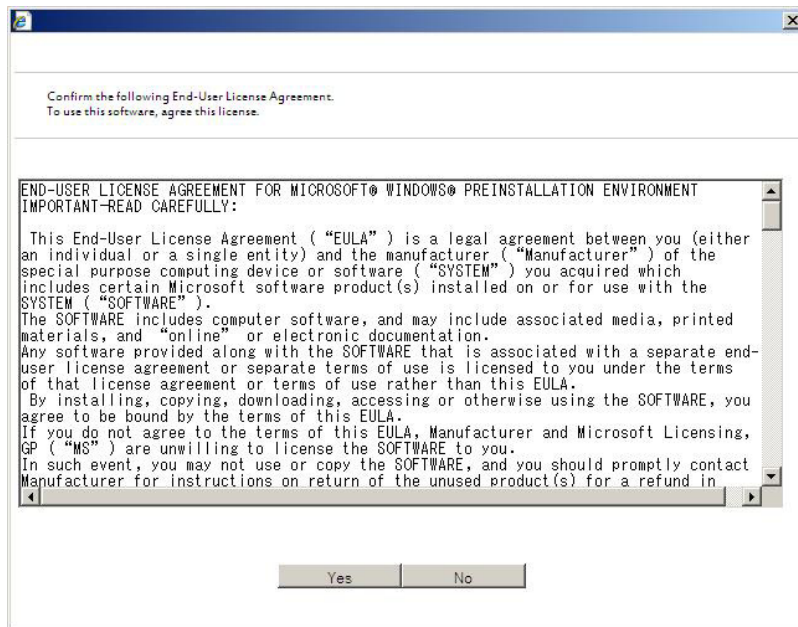 Confirm the following End-User License Agreement.
To use this software, agree this license.
END-USER LICENSE AGREEMENT FOR MICROSOFT® WINDOWS® PREINSTALLATION ENVIRONMENT
IMPORTANT-READ CAREFULLY:
This End-User License Agreement ( “EULA” ) is a legal agreement between you (either
an individual or a single entity) and the manufacturer ( “Manufacturer” ) of the
special purpose computing device or software ( “SYSTEM” ) you acquired which
includes certain Microsoft software product(s) installed on or for use with the
SYSTEM ( “SOFTWARE” ).
The SOFTWARE includes computer software, and may include associated media, printed
materials, and “online” or electronic documentation.
Any software provided along with the SOFTWARE that is associated with a separate end-
user license agreement or separate terms of use is licensed to you under the terms
of that license agreement or terms of use rather than this EULA.
By installing, copying, downloading, accessing or otherwise using the SOFTWARE, you
agree to be bound by the terms of this EULA.
If you do not agree to the terms of this EULA, Manufacturer and Microsoft Licensing,
GP ( “MS” ) are unwilling to license the SOFTWARE to you.
In such event, you may not use or copy the SOFTWARE, and you should promptly contact
Manufacturer for instructions on return of the unused product(s) for a refund in
Yes No